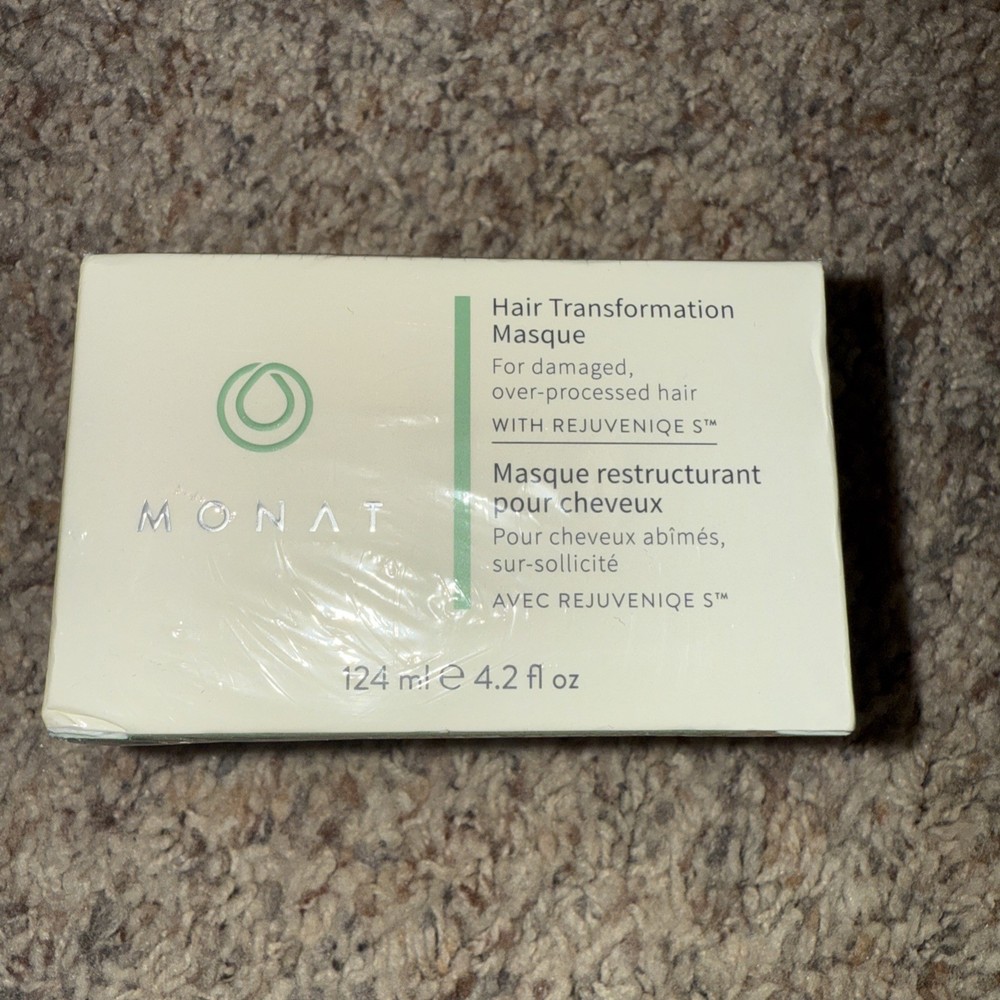 MONAT
Hair Transformation
Masque
For damaged,
over-processed hair
WITH REJUVENIQE S™
Masque restructurant
pour cheveux
Pour cheveux abîmés,
sur-sollicité
AVEC REJUVENIQE S™
124 ml ℮ 4.2 fl oz